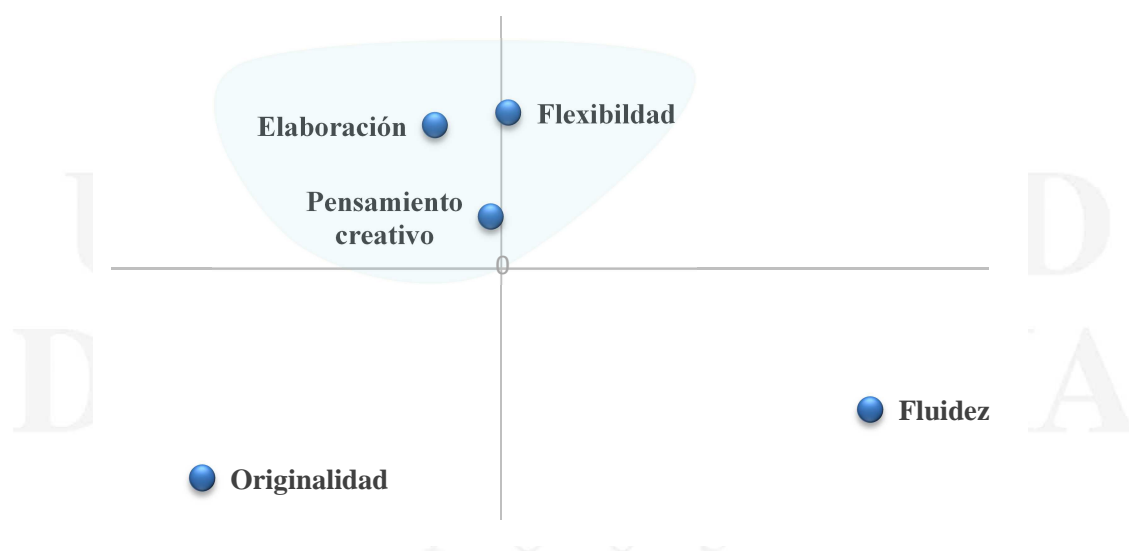 Elaboración
Flexibildad
Pensamiento
creativo
0
Fluidez
Originalidad